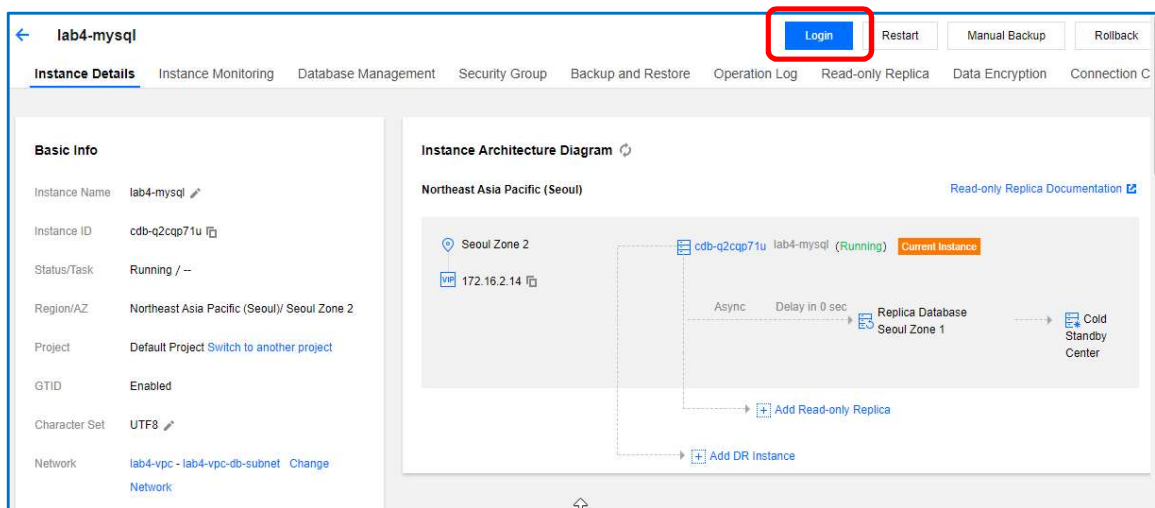 lab4-mysql
Login Restart Manual Backup Rollback
Instance Details Instance Monitoring Database Management Security Group Backup and Restore Operation Log Read-only Replica Data Encryption Connection C
Basic Info
Instance Name lab4-mysql
Instance ID cdb-q2cqp71u
Status/Task Running / --
Region/AZ Northeast Asia Pacific (Seoul)/ Seoul Zone 2
Project Default Project Switch to another project
GTID Enabled
Character Set UTF8
Network lab4-vpc - lab4-vpc-db-subnet Change
Network
Instance Architecture Diagram
Northeast Asia Pacific (Seoul) Read-only Replica Documentation
Seoul Zone 2
VIP 172.16.2.14
cdb-q2cqp71u lab4-mysql (Running) Current Instance
Async Delay in 0 sec
Replica Database
Seoul Zone 1
Cold
Standby
Center
Add Read-only Replica
Add DR Instance